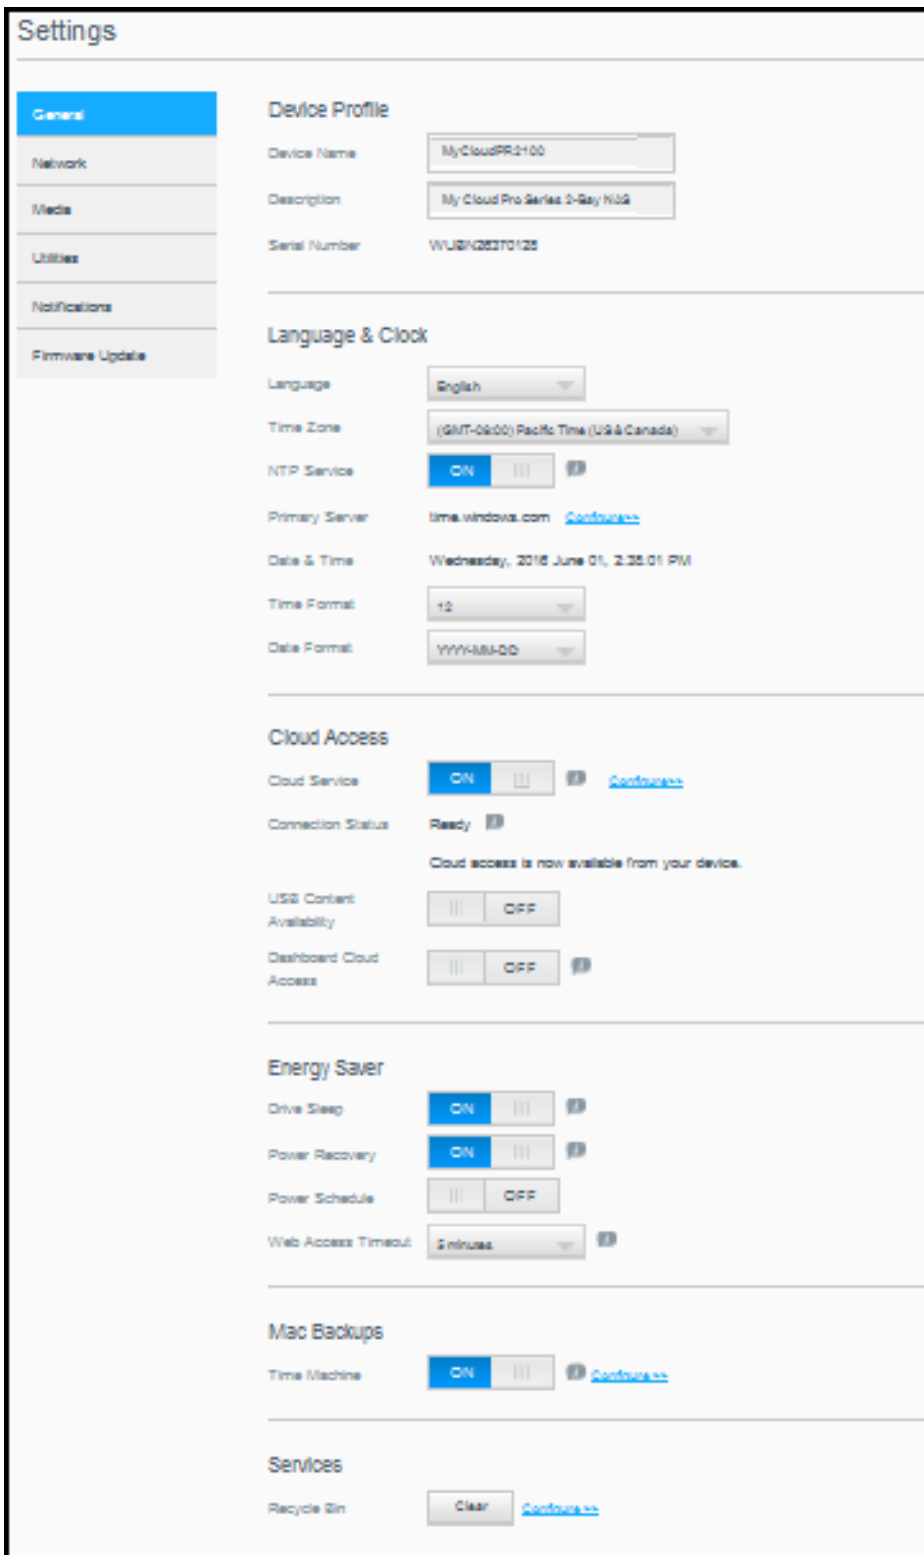 Settings
General
Network
Media
Utilities
Notifications
Firmware Update
Device Profile
Device Name MyCloudPR2100
Description My Cloud Pro Series 2-Bay NAS
Serial Number
Language & Clock
Language English
Time Zone (GMT-08:00) Pacific Time (US & Canada)
NTP Service ON
Primary Server time.windows.com Configure>>
Date & Time Wednesday, 2016 June 01, PM
Time Format 12
Date Format YYYY-MM-DD
Cloud Access
Cloud Service ON Configure>>
Connection Status Ready
Cloud access is now available from your device.
USB Content
Availability
OFF
Dashboard Cloud
Access
OFF
Energy Saver
Drive Sleep ON
Power Recovery ON
Power Schedule OFF
Web Access Timeout 5 minutes
Mac Backups
Time Machine ON Configure >>
Services
Recycle Bin Clear Configure >>